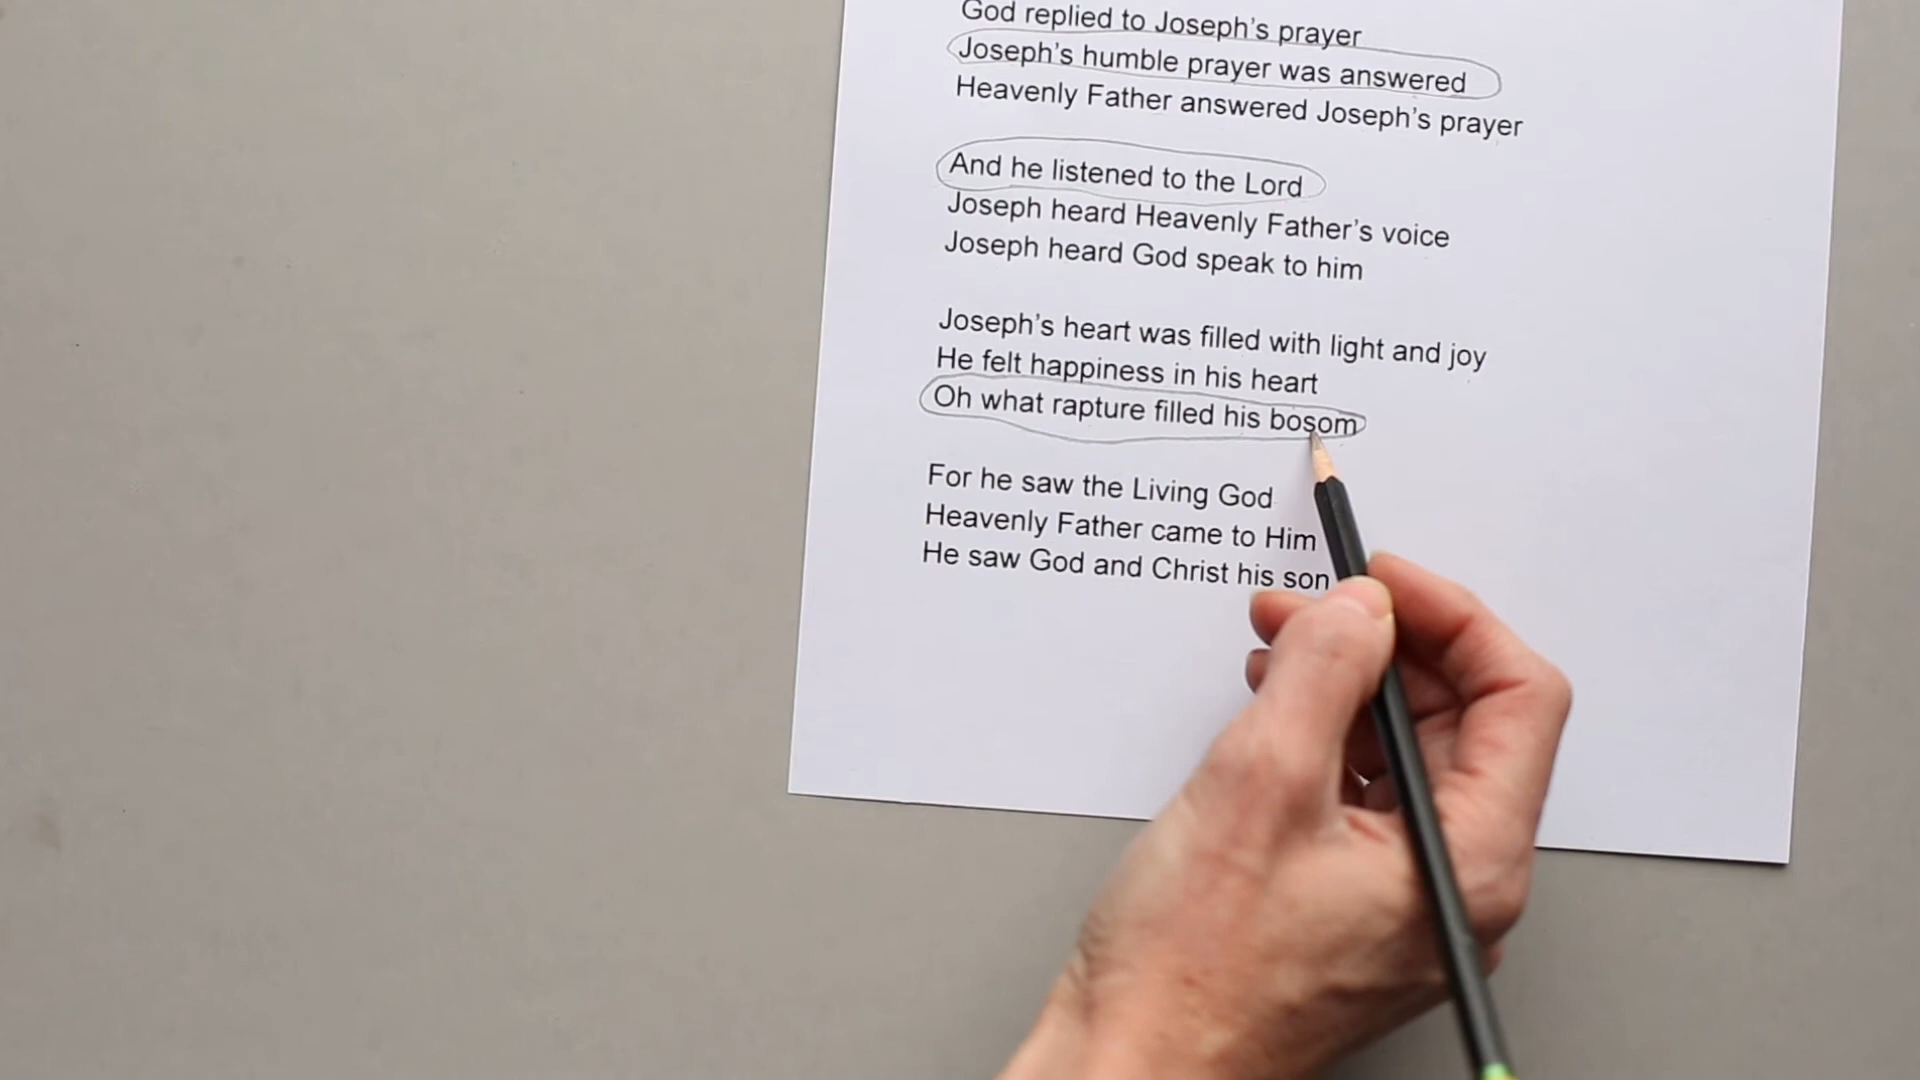 God replied to Joseph's prayer
Joseph's humble prayer was answered
Heavenly Father answered Joseph's prayer
And he listened to the Lord
Joseph heard Heavenly Father's voice
Joseph heard God speak to him
Joseph's heart was filled with light and joy
He felt happiness in his heart
Oh what rapture filled his bosom
For he saw the Living God
Heavenly Father came to Him
He saw God and Christ his son